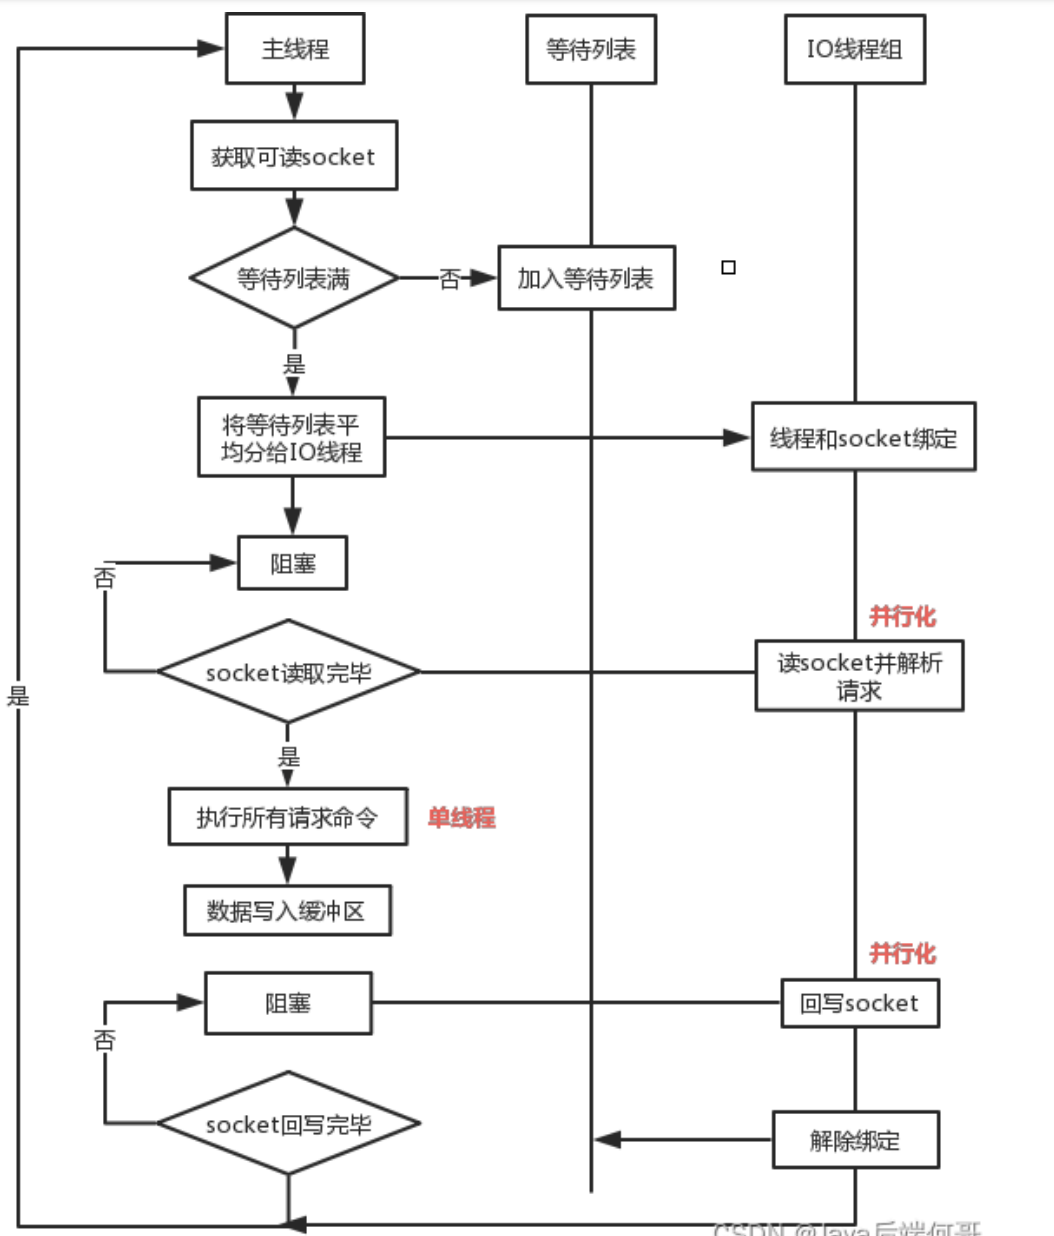 主线程
等待列表
IO线程组
获取可读socket
等待列表满
否
加入等待列表
是
将等待列表平
均分给IO线程
线程和socket绑定
阻塞
否
并行化
socket读取完毕
读socket并解析
请求
是
是
执行所有请求命令
单线程
数据写入缓冲区
并行化
阻塞
回写socket
否
socket回写完毕
解除绑定
CSDN @Java后端何哥